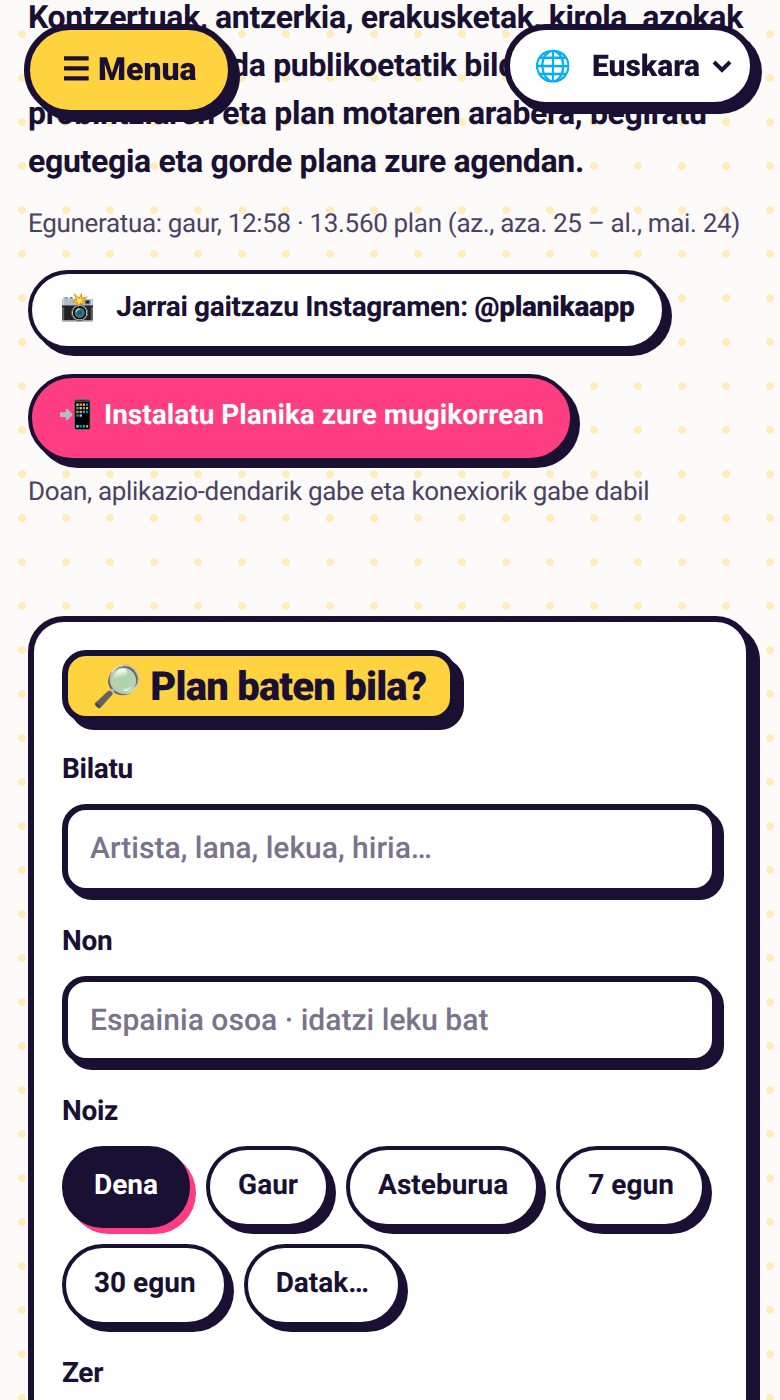 Kontzertuak, antzerkia, erakusketak, kirola, azokak
☰ Menua
da publikoetatik
🌐 Euskara
eta plan motaren arabera, begiratu
egutegia eta gorde plana zure agendan.
Eguneratua: gaur, 12:58 · 13.560 plan (az., aza. 25 – al., mai. 24)
📸 Jarrai gaitzazu Instagramen: @planikaapp
📲 Instalatu Planika zure mugikorrean
Doan, aplikazio-dendarik gabe eta konexiorik gabe dabil
🔎 Plan baten bila?
Bilatu
Artista, lana, lekua, hiria…
Non
Espainia osoa · idatzi leku bat
Noiz
Dena Gaur Asteburua 7 egun
30 egun Datak…
Zer